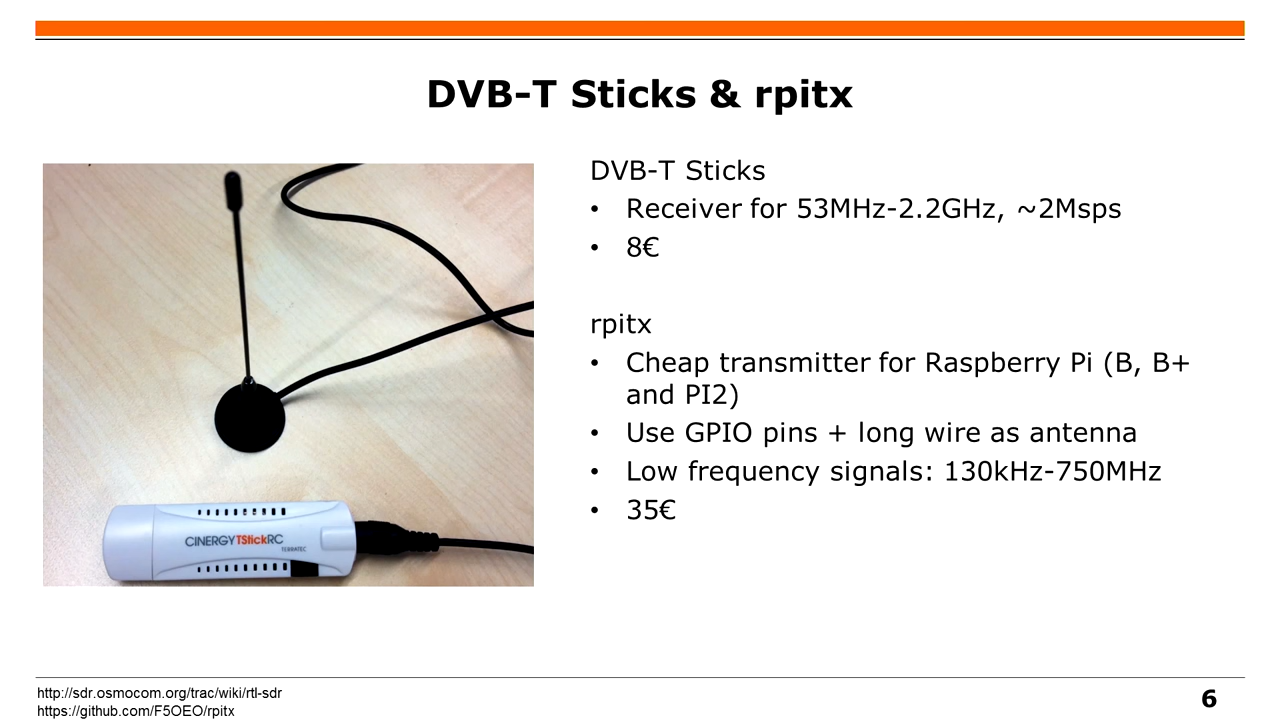 DVB-T Sticks & rpitx
CINERGY TStickRC
TERRATEC
DVB-T Sticks
• Receiver for 53MHz-2.2GHz, ~2Msps
• 8€
rpitx
• Cheap transmitter for Raspberry Pi (B, B+
and PI2)
• Use GPIO pins + long wire as antenna
• Low frequency signals: 130kHz-750MHz
• 35€
http://sdr.osmocom.org/trac/wiki/rtl-sdr
https://github.com/F5OEO/rpitx
6